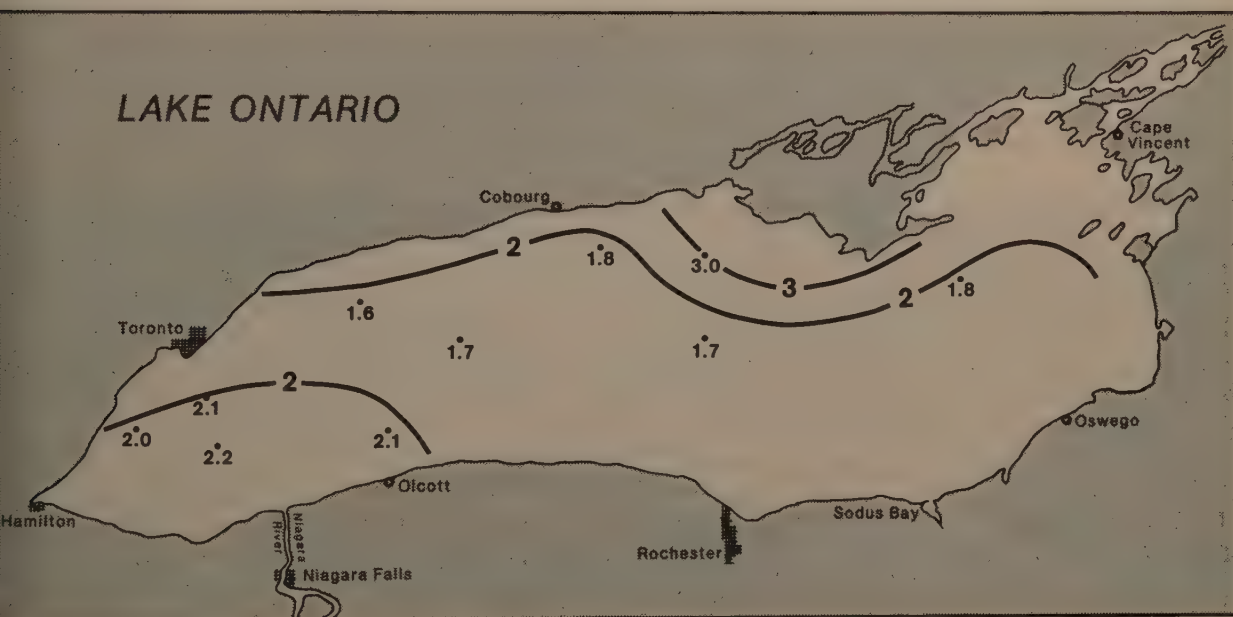 LAKE ONTARIO
Cape
Vincent
Cobourg
2
1.8
3.0
3
2
1.8
1.6
Toronto
1.7
1.7
2
2.1
2.0
2.2
2.1
Oswego
Olcott
Hamilton
Niagara
River
Sodus Bay
Rochester
Niagara Falls